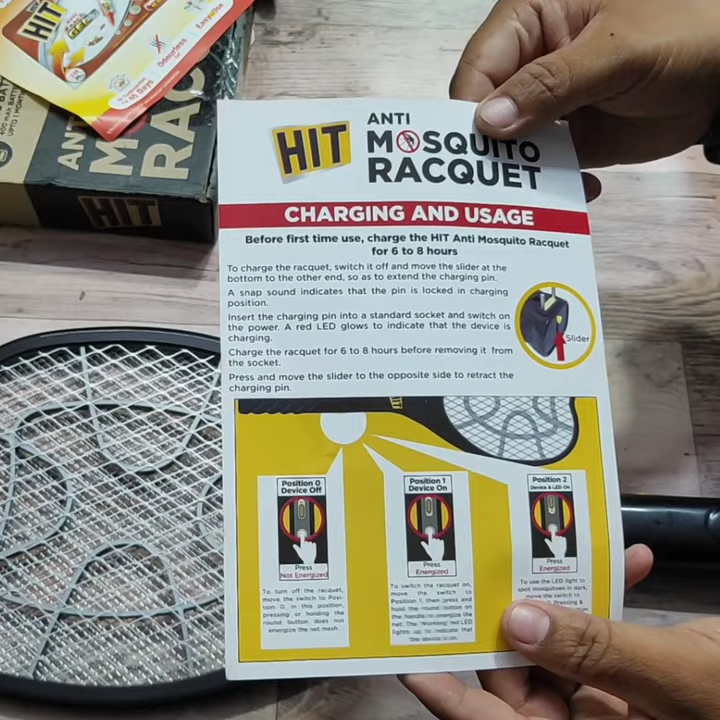 HIT
GEL
Odourless
Easy to Use
45 Days
ANTI
M
RAC
HIT
HIT
ANTI
MOSQUITO
RACQUET
CHARGING AND USAGE
Before first time use, charge the HIT Anti Mosquito Racquet
for 6 to 8 hours
To charge the racquet, switch it off and move the slider at the
bottom to the other end, so as to extend the charging pin.
A snap sound indicates that the pin is locked in charging
position.
Insert the charging pin into a standard socket and switch on
the power. A red LED glows to indicate that the device is
charging.
Slider
Charge the racquet for 6 to 8 hours before removing it from
the socket.
Press and move the slider to the opposite side to retract the
charging pin.
Position 0
Device Off
Press
Not Energized
To turn off the racquet,
move the switch to Posi-
tion 0. In this position,
pressing or holding the
round button does not
energize the net mesh.
Position 1
Device On
Press
Energized
To switch the racquet on,
move the switch to
Position 1, then press and
hold the round button on
the handle to energize the
net. The 'Working' red LED
lights up to indicate that
the device is on.
Position 2
Device & LED On
Press
Energized
To use the LED light to
spot mosquitoes in dark,
move the switch to
Pressing &